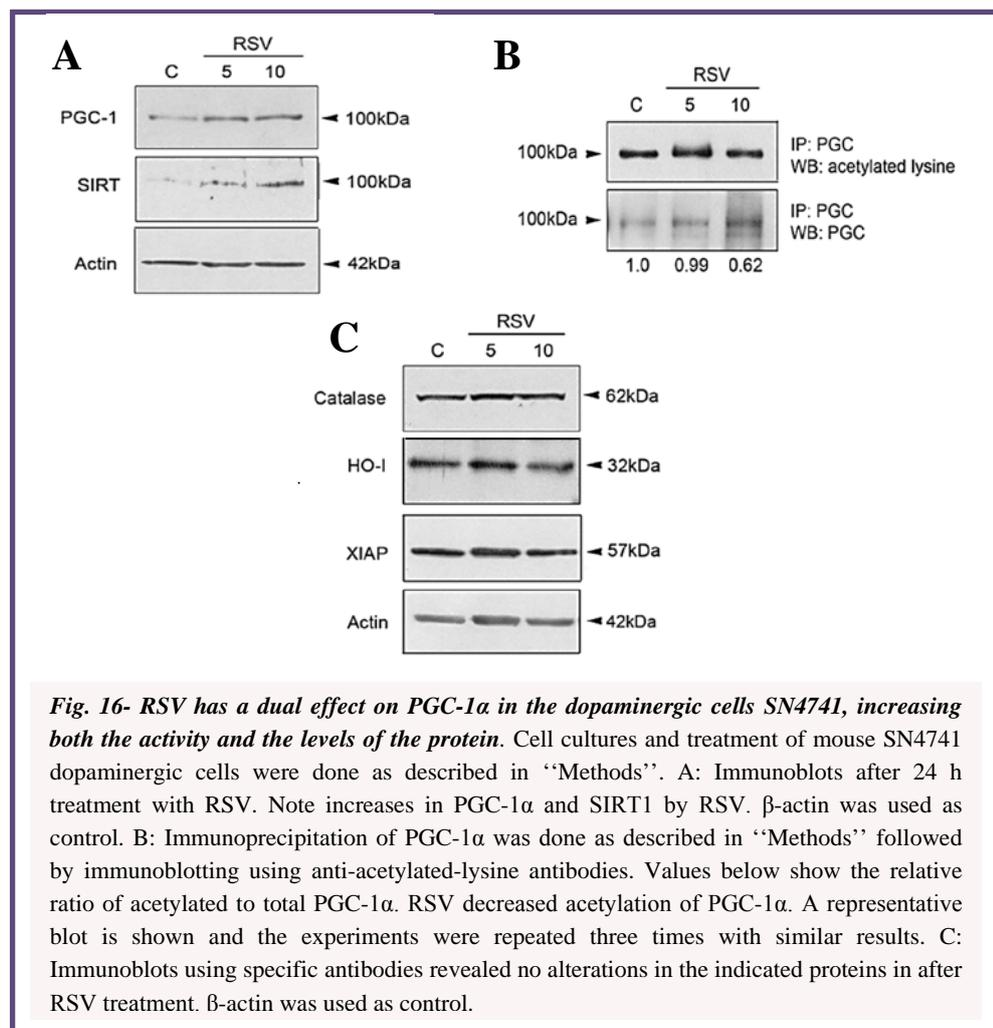 A
RSV
C 5 10
PGC-1 100kDa
SIRT 100kDa
Actin 42kDa
B
RSV
C 5 10
100kDa IP: PGC
WB: acetylated lysine
100kDa IP: PGC
WB: PGC
1.0 0.99 0.62
C
RSV
C 5 10
Catalase 62kDa
HO-I 32kDa
XIAP 57kDa
Actin 42kDa
Fig. 16- RSV has a dual effect on PGC-1α in the dopaminergic cells SN4741, increasing
both the activity and the levels of the protein. Cell cultures and treatment of mouse SN4741
dopaminergic cells were done as described in ‘‘Methods’’. A: Immunoblots after 24 h
treatment with RSV. Note increases in PGC-1α and SIRT1 by RSV. β-actin was used as
control. B: Immunoprecipitation of PGC-1α was done as described in ‘‘Methods’’ followed
by immunoblotting using anti-acetylated-lysine antibodies. Values below show the relative
ratio of acetylated to total PGC-1α. RSV decreased acetylation of PGC-1α. A representative
blot is shown and the experiments were repeated three times with similar results. C:
Immunoblots using specific antibodies revealed no alterations in the indicated proteins in after
RSV treatment. ß-actin was used as control.